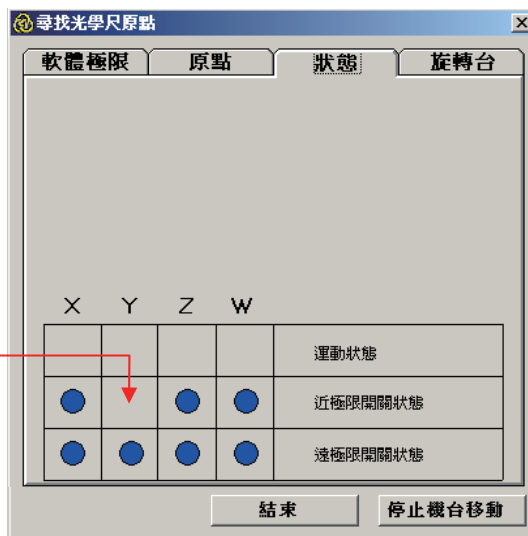 尋找光學尺原點
軟體極限 原點 狀態 旋轉台
X Y Z W
運動狀態
近極限開關狀態
遠極限開關狀態
結束 停止機台移動